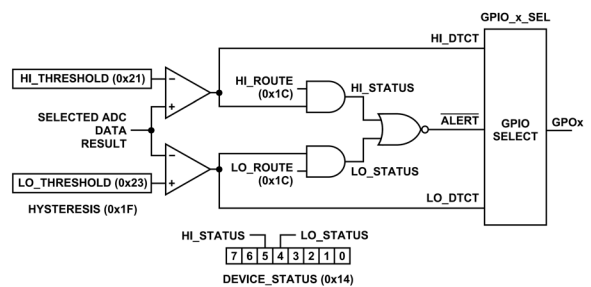 GPIO_x_SEL
HI_DTCT
HI_THRESHOLD (0x21)
−
+
HI_ROUTE
(0x1C)
HI_STATUS
SELECTED ADC
DATA
RESULT
ALERT
GPIO
SELECT
GPOx
−
+
LO_THRESHOLD (0x23)
LO_ROUTE
(0x1C)
LO_STATUS
HYSTERESIS (0x1F)
LO_DTCT
HI_STATUS
LO_STATUS
7 6 5 4 3 2 1 0
DEVICE_STATUS (0x14)